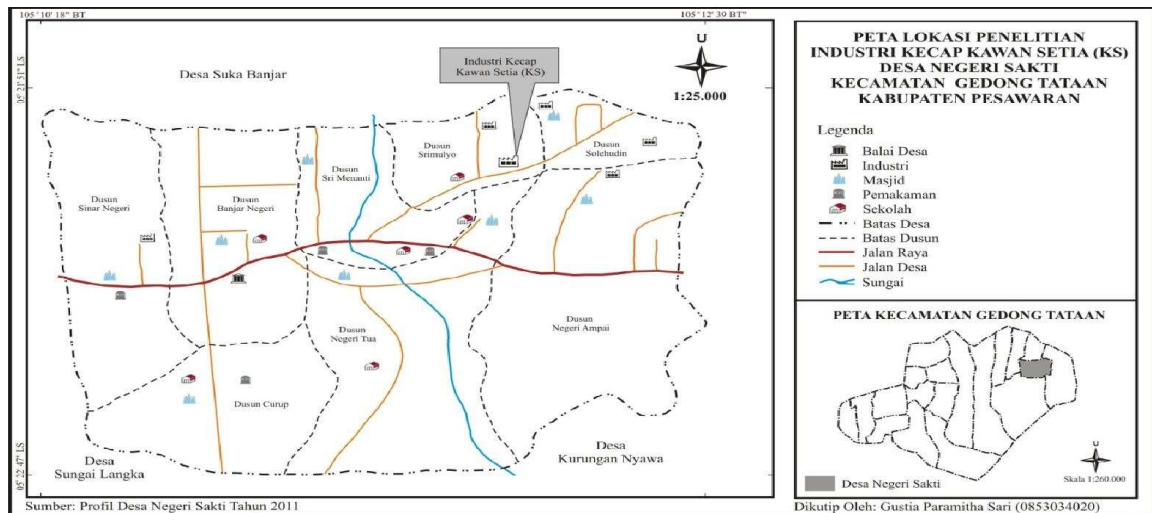 105° 10' 18" BT
105° 12' 39 BT"
05° 21' 51" LS
05° 22' 47" LS
Desa Suka Banjar
Industri Kecap
Kawan Setia (KS)
U
1:25.000
Dusun
Srimulyo
Dusun
Solehudin
Dusun
Sri Menanti
Dusun
Sinar Negeri
Dusun
Banjar Negeri
Dusun
Negeri Tua
Dusun
Negeri Ampai
Dusun Curup
Desa
Sungai Langka
Desa
Kurungan Nyawa
Sumber: Profil Desa Negeri Sakti Tahun 2011
PETA LOKASI PENELITIAN
INDUSTRI KECAP KAWAN SETIA (KS)
DESA NEGERI SAKTI
KECAMATAN GEDONG TATAAN
KABUPATEN PESAWARAN
Legenda
Balai Desa
Industri
Masjid
Pemakaman
Sekolah
Batas Desa
Batas Dusun
Jalan Raya
Jalan Desa
Sungai
PETA KECAMATAN GEDONG TATAAN
U
Skala 1:260.000
Desa Negeri Sakti
Dikutip Oleh: Gustia Paramitha Sari (0853034020)